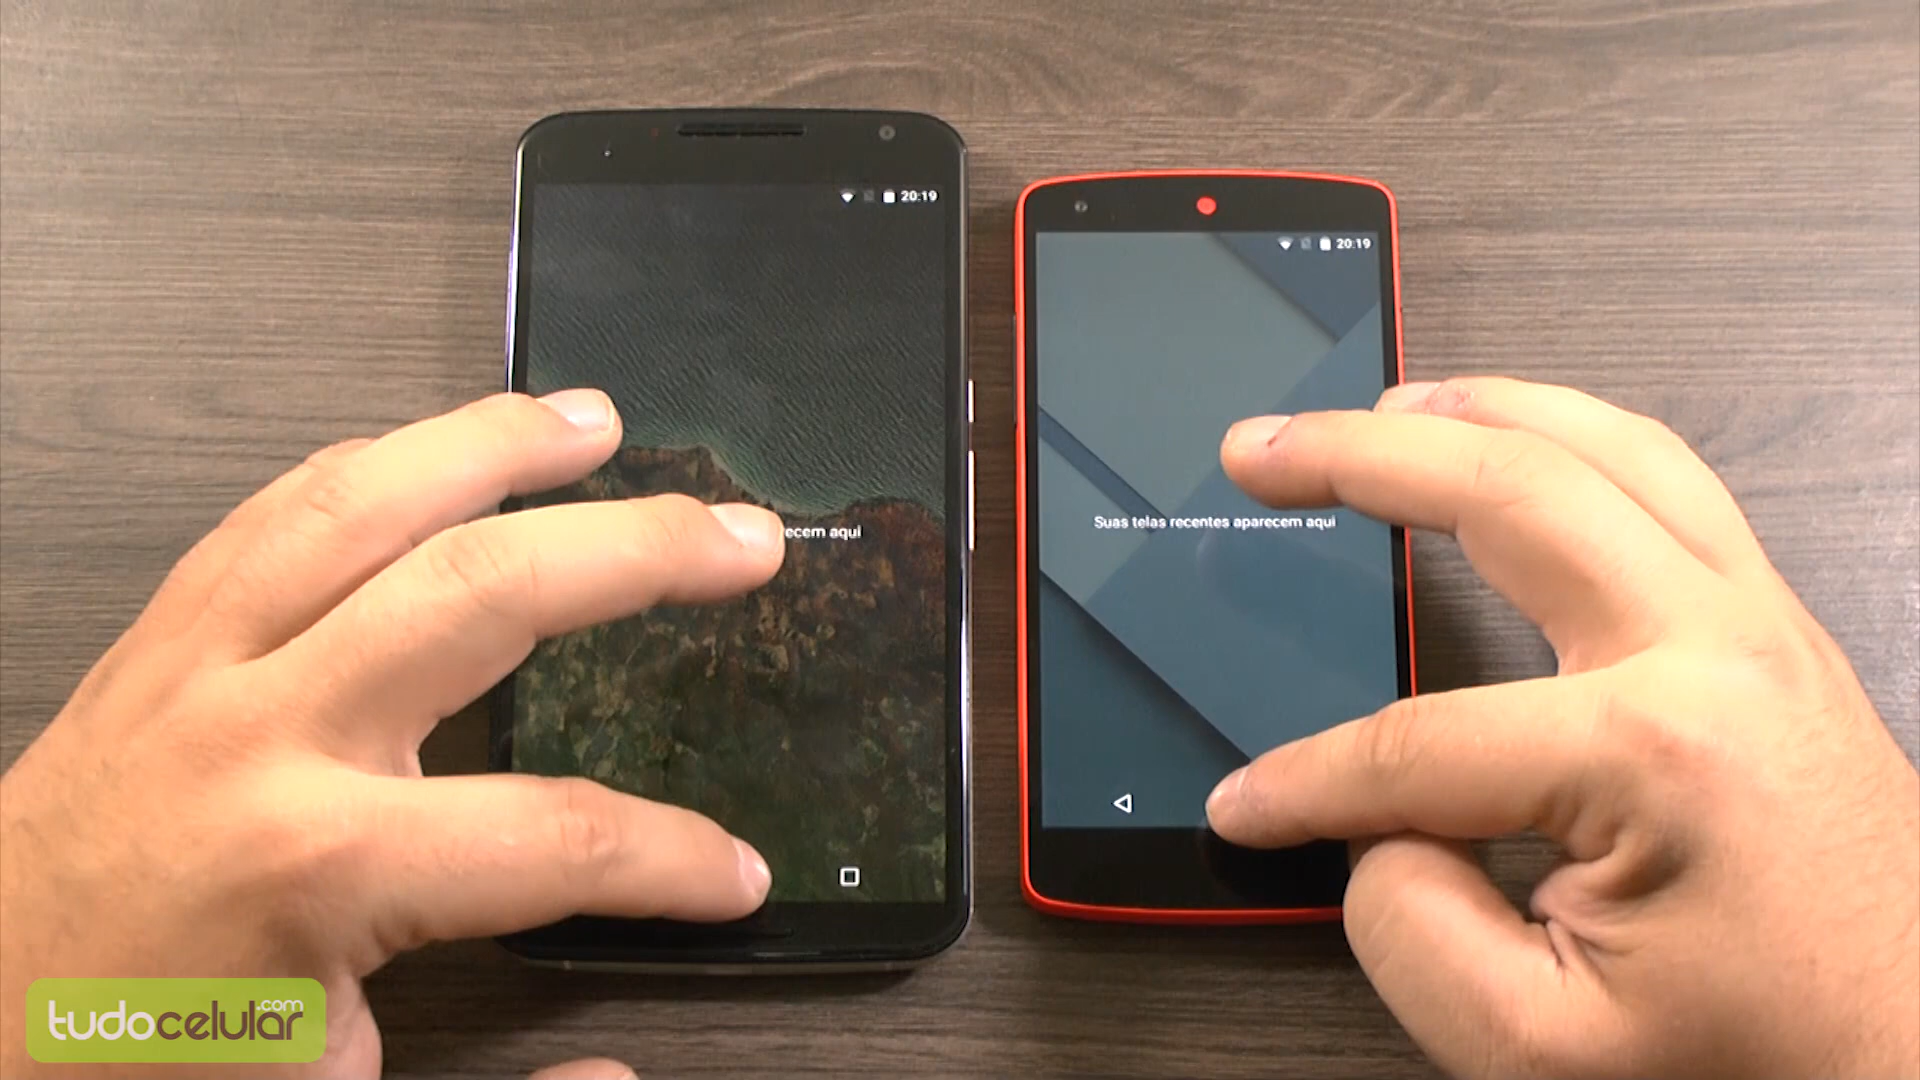 20:19
20:19
ecem aqui
Suas telas recentes aparecem aqui
tudocelular.com